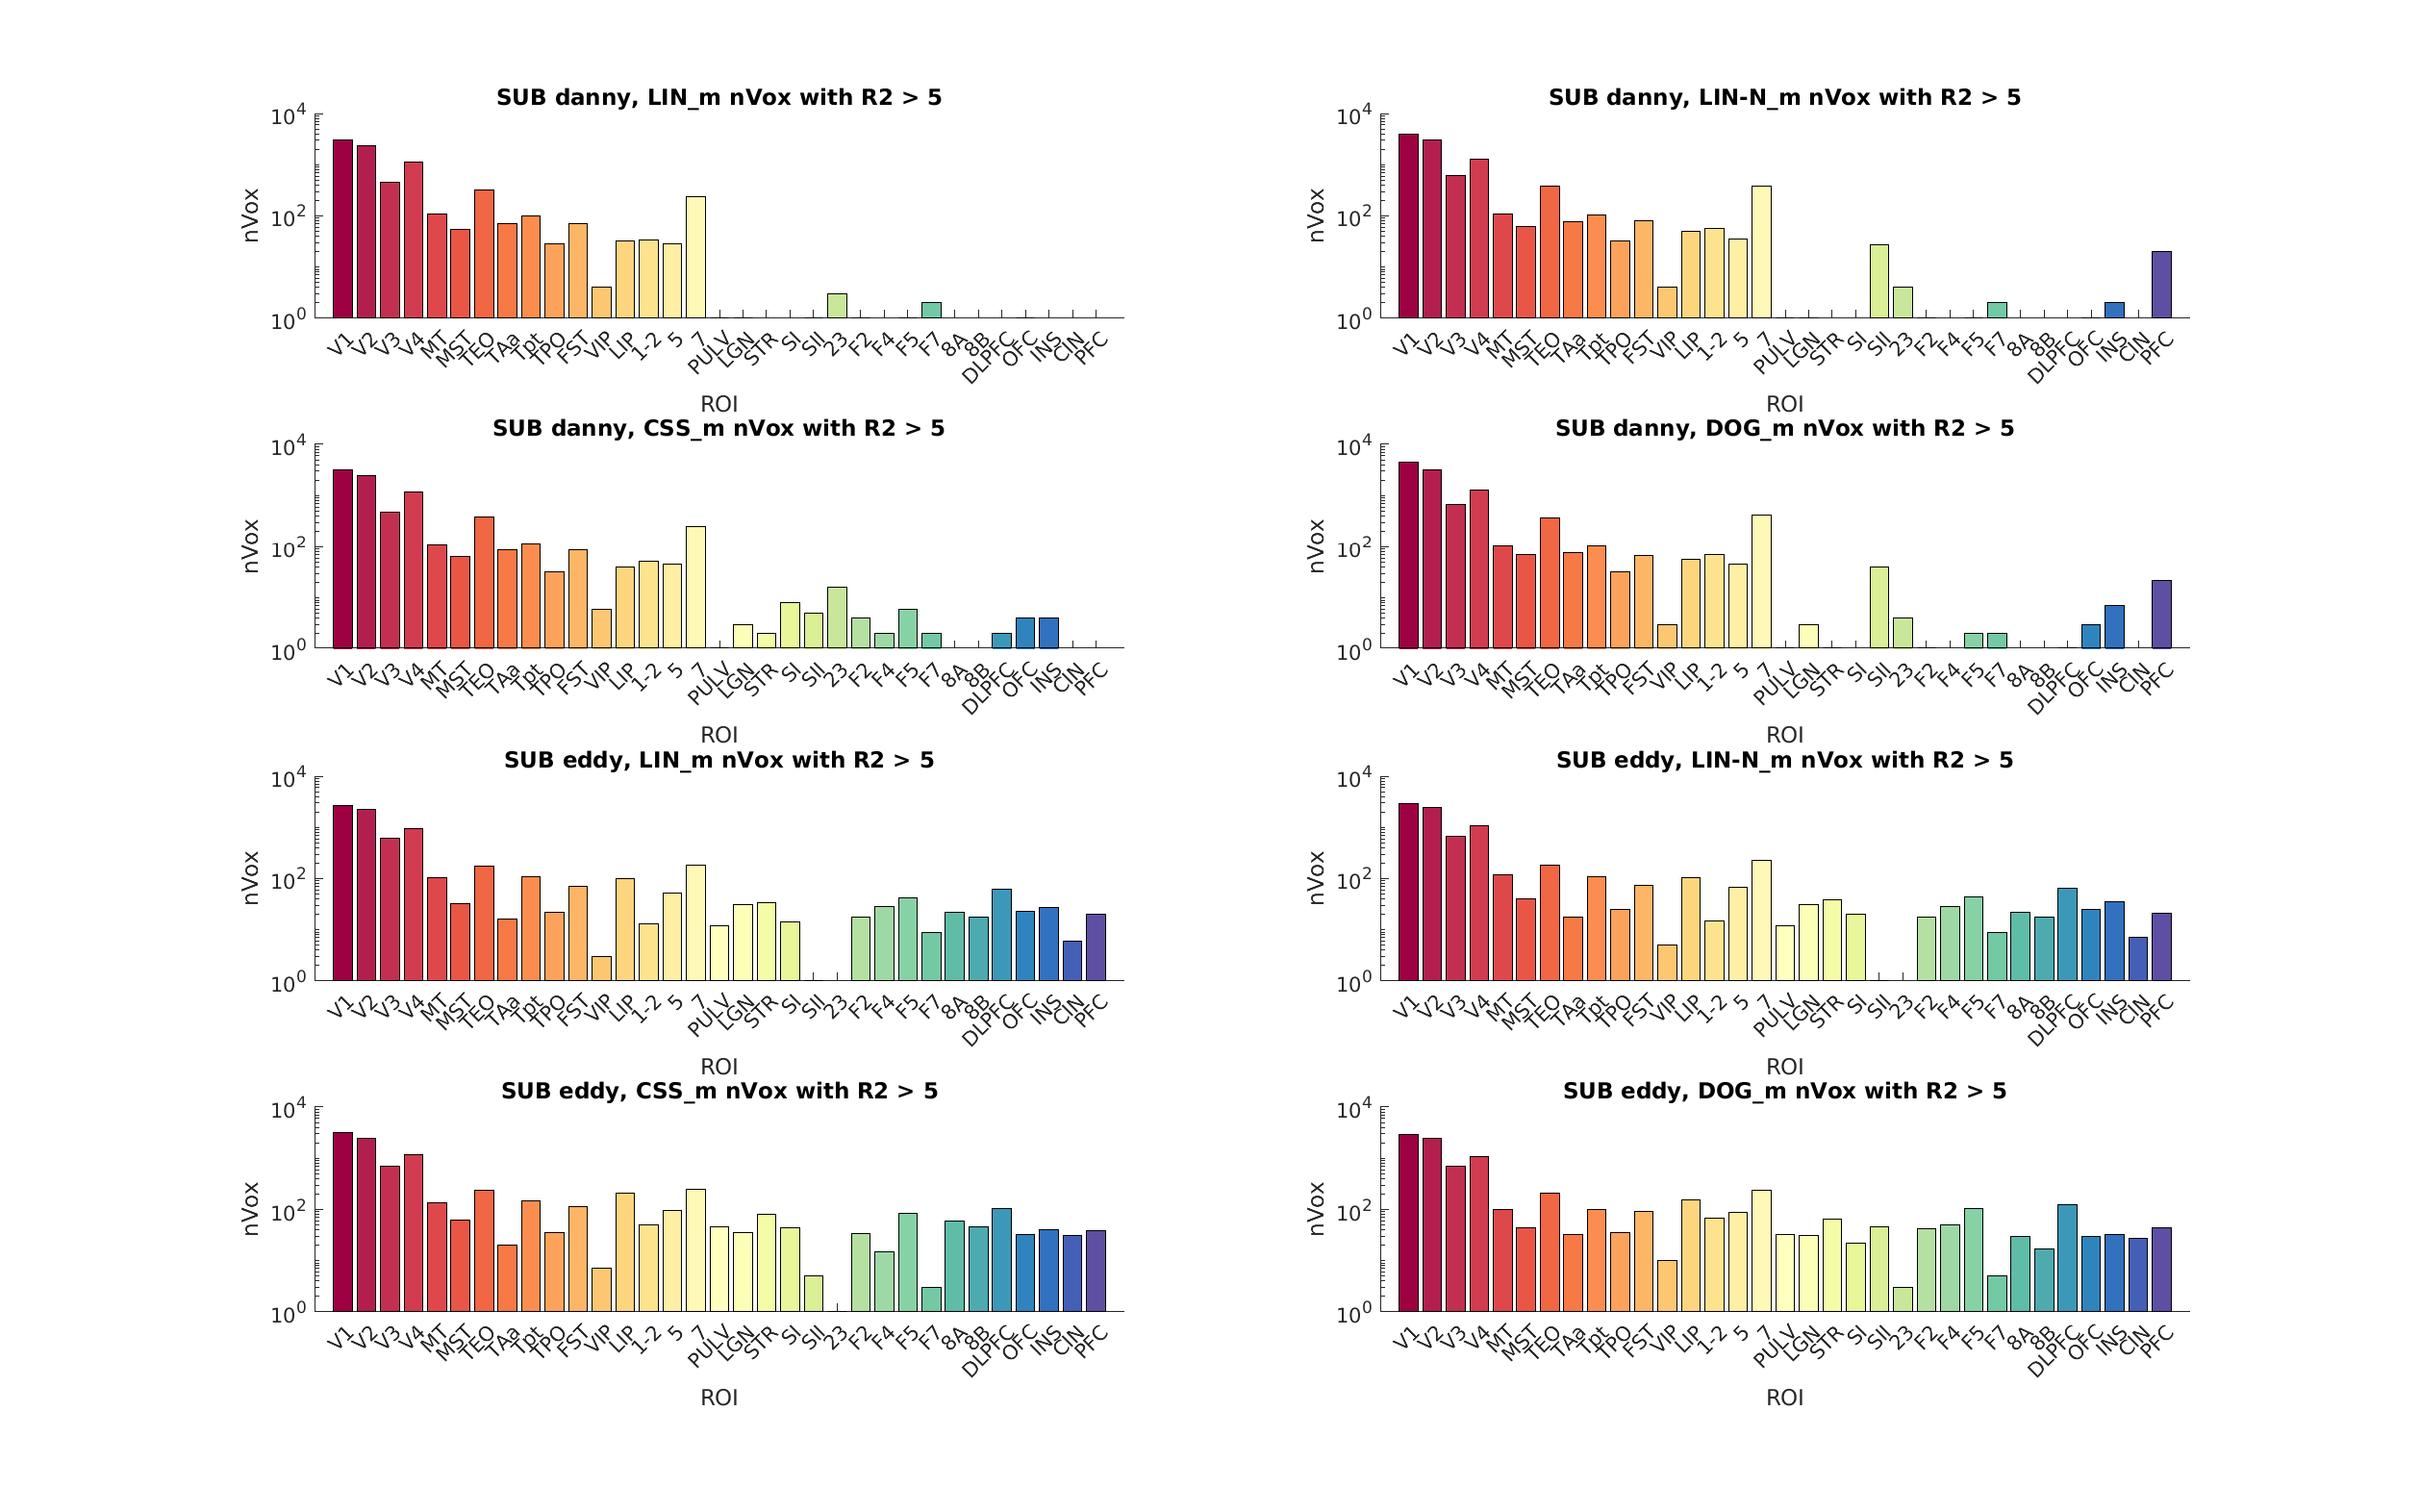 SUB danny, LIN_m nVox with R2 > 5
10^4
10^2
10^0
nVox
V1 V2 V3 V4 MT MST TEO TAa Tpt TPO FST VIP LIP 1-2 5 7 PULV LGN STR SI SII 23 F2 F4 F5 F7 8A 8B DLPFC OFC INS CIN PFC
ROI
SUB danny, LIN-N_m nVox with R2 > 5
10^4
10^2
10^0
nVox
V1 V2 V3 V4 MT MST TEO TAa Tpt TPO FST VIP LIP 1-2 5 7 PULV LGN STR SI SII 23 F2 F4 F5 F7 8A 8B DLPFC OFC INS CIN PFC
ROI
SUB danny, CSS_m nVox with R2 > 5
10^4
10^2
10^0
nVox
V1 V2 V3 V4 MT MST TEO TAa Tpt TPO FST VIP LIP 1-2 5 7 PULV LGN STR SI SII 23 F2 F4 F5 F7 8A 8B DLPFC OFC INS CIN PFC
ROI
SUB danny, DOG_m nVox with R2 > 5
10^4
10^2
10^0
nVox
V1 V2 V3 V4 MT MST TEO TAa Tpt TPO FST VIP LIP 1-2 5 7 PULV LGN STR SI SII 23 F2 F4 F5 F7 8A 8B DLPFC OFC INS CIN PFC
ROI
SUB eddy, LIN_m nVox with R2 > 5
10^4
10^2
10^0
nVox
V1 V2 V3 V4 MT MST TEO TAa Tpt TPO FST VIP LIP 1-2 5 7 PULV LGN STR SI SII 23 F2 F4 F5 F7 8A 8B DLPFC OFC INS CIN PFC
ROI
SUB eddy, LIN-N_m nVox with R2 > 5
10^4
10^2
10^0
nVox
V1 V2 V3 V4 MT MST TEO TAa Tpt TPO FST VIP LIP 1-2 5 7 PULV LGN STR SI SII 23 F2 F4 F5 F7 8A 8B DLPFC OFC INS CIN PFC
ROI
SUB eddy, CSS_m nVox with R2 > 5
10^4
10^2
10^0
nVox
V1 V2 V3 V4 MT MST TEO TAa Tpt TPO FST VIP LIP 1-2 5 7 PULV LGN STR SI SII 23 F2 F4 F5 F7 8A 8B DLPFC OFC INS CIN PFC
ROI
SUB eddy, DOG_m nVox with R2 > 5
10^4
10^2
10^0
nVox
V1 V2 V3 V4 MT MST TEO TAa Tpt TPO FST VIP LIP 1-2 5 7 PULV LGN STR SI SII 23 F2 F4 F5 F7 8A 8B DLPFC OFC INS CIN PFC
ROI